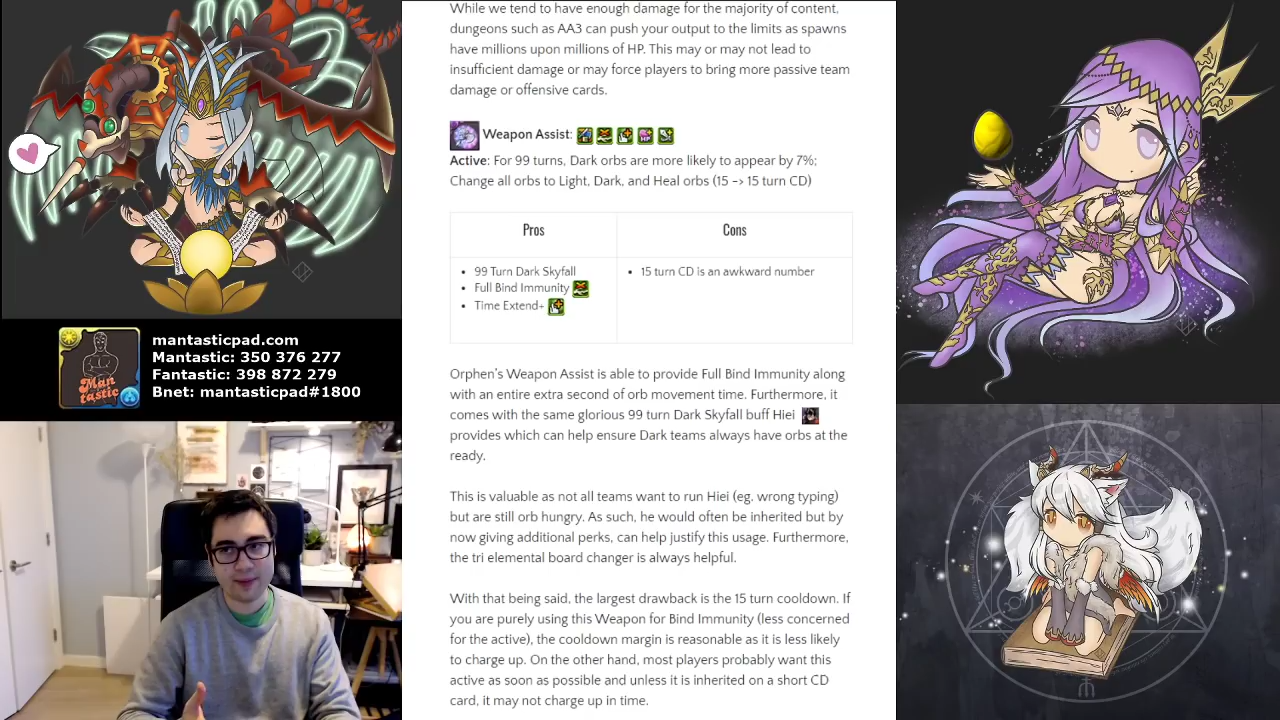 While we tend to have enough damage for the majority of content,
dungeons such as AA3 can push your output to the limits as spawns
have millions upon millions of HP. This may or may not lead to
insufficient damage or may force players to bring more passive team
damage or offensive cards.
Weapon Assist:
Active: For 99 turns, Dark orbs are more likely to appear by 7%;
Change all orbs to Light, Dark, and Heal orbs (15 -> 15 turn CD)
Pros
Cons
• 99 Turn Dark Skyfall
• Full Bind Immunity
• Time Extend+
• 15 turn CD is an awkward number
Orphen's Weapon Assist is able to provide Full Bind Immunity along
with an entire extra second of orb movement time. Furthermore, it
comes with the same glorious 99 turn Dark Skyfall buff Hiei
provides which can help ensure Dark teams always have orbs at the
ready.
This is valuable as not all teams want to run Hiei (eg. wrong typing)
but are still orb hungry. As such, he would often be inherited but by
now giving additional perks, can help justify this usage. Furthermore,
the tri elemental board changer is always helpful.
With that being said, the largest drawback is the 15 turn cooldown. If
you are purely using this Weapon for Bind Immunity (less concerned
for the active), the cooldown margin is reasonable as it is less likely
to charge up. On the other hand, most players probably want this
active as soon as possible and unless it is inherited on a short CD
card, it may not charge up in time.
Man
tastic
mantasticpad.com
Mantastic: 350 376 277
Fantastic: 398 872 279
Bnet: mantasticpad#1800